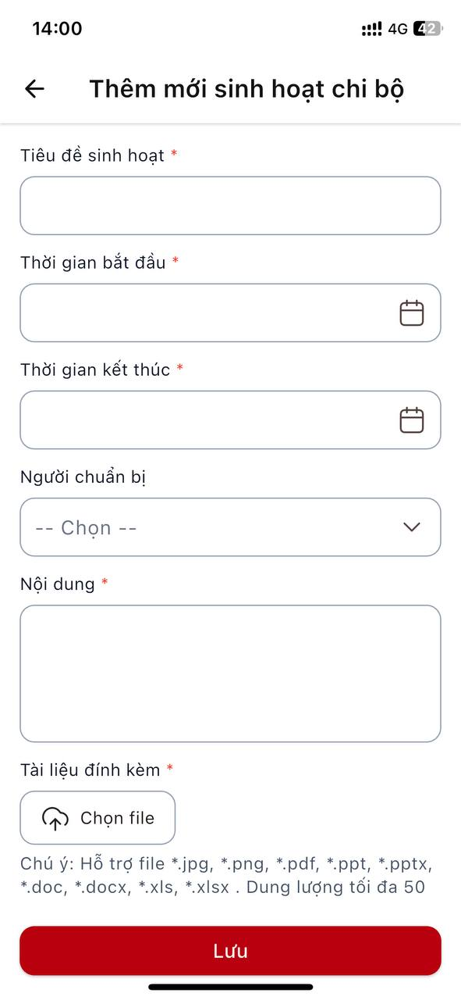 14:00
4G 42
Thêm mới sinh hoạt chi bộ
Tiêu đề sinh hoạt *
Thời gian bắt đầu *
Thời gian kết thúc *
Người chuẩn bị
-- Chọn --
Nội dung *
Tài liệu đính kèm *
Chọn file
Chú ý: Hỗ trợ file *.jpg, *.png, *.pdf, *.ppt, *.pptx,
*.doc, *.docx, *.xls, *.xlsx . Dung lượng tối đa 50
Lưu